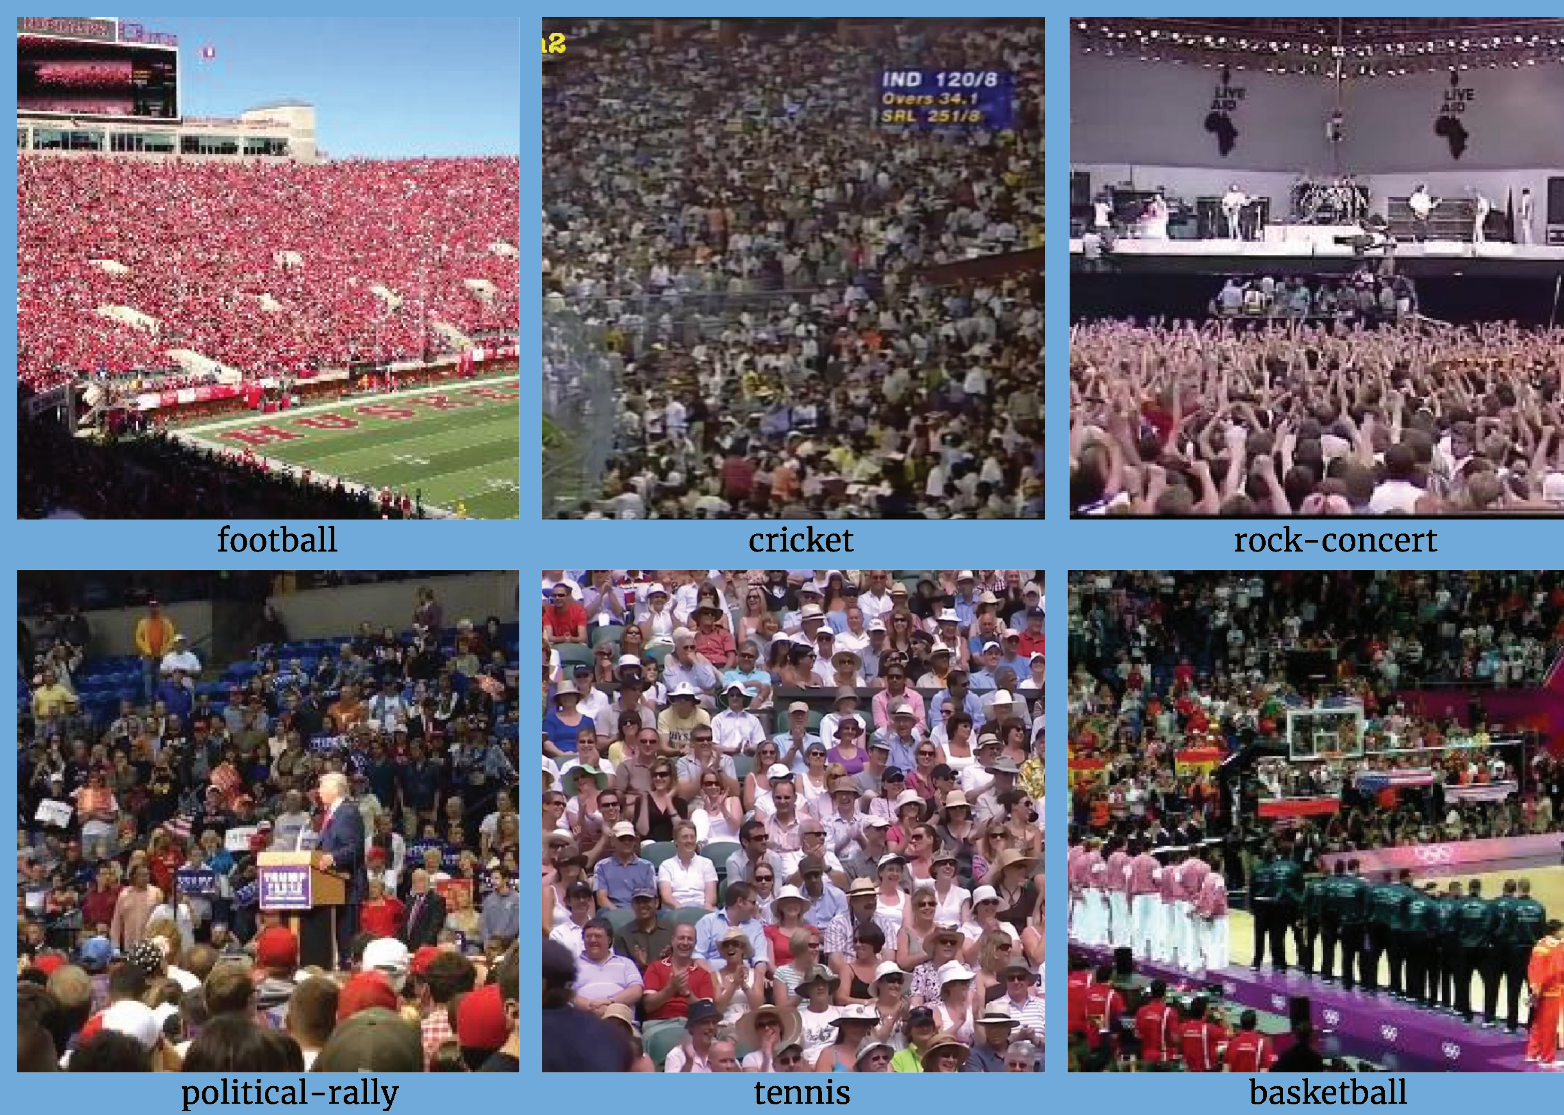 IND 120/8
Overs 34.1
SRL 251/8
LIVE
AID
LIVE
AID
football
cricket
rock-concert
TRUMP
political-rally
tennis
basketball